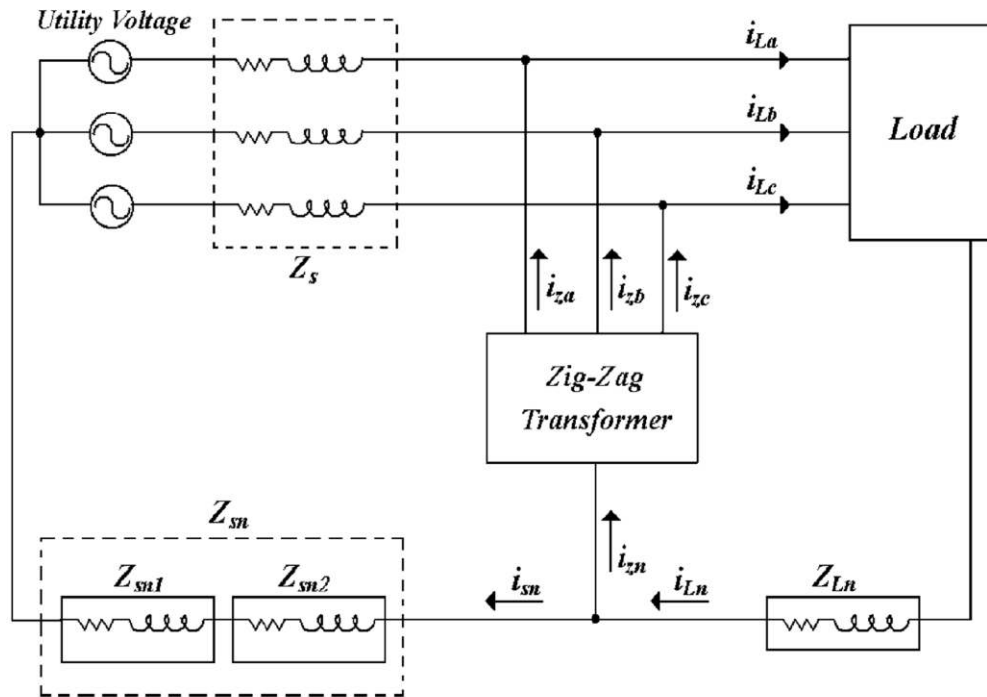 Utility Voltage
i_La
i_Lb
Load
i_Lc
Z_s
i_za
i_zb
i_zc
Zig-Zag
Transformer
Z_sn
Z_sn1
Z_sn2
i_sn
i_zn
i_Ln
Z_Ln